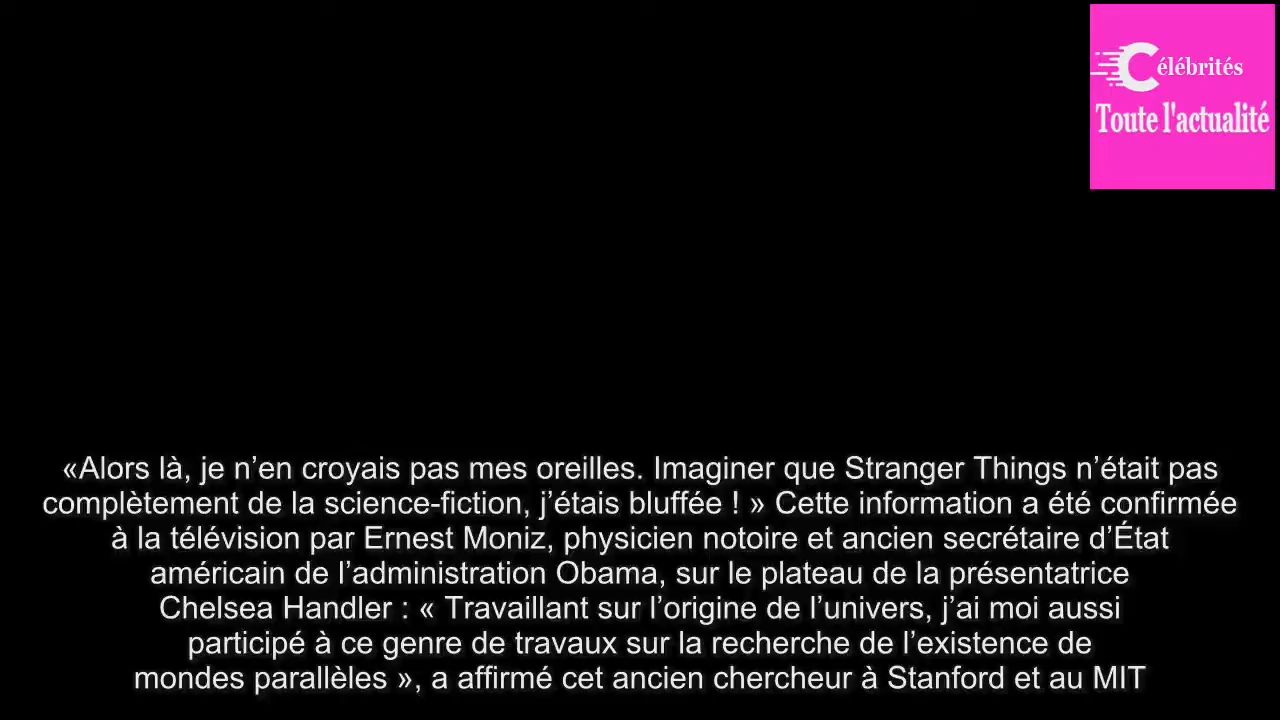 Célébrités
Toute l'actualité
«Alors là, je n’en croyais pas mes oreilles. Imaginer que Stranger Things n’était pas
complètement de la science-fiction, j’étais bluffée ! » Cette information a été confirmée
à la télévision par Ernest Moniz, physicien notoire et ancien secrétaire d’État
américain de l’administration Obama, sur le plateau de la présentatrice
Chelsea Handler : « Travaillant sur l’origine de l’univers, j’ai moi aussi
participé à ce genre de travaux sur la recherche de l’existence de
mondes parallèles », a affirmé cet ancien chercheur à Stanford et au MIT